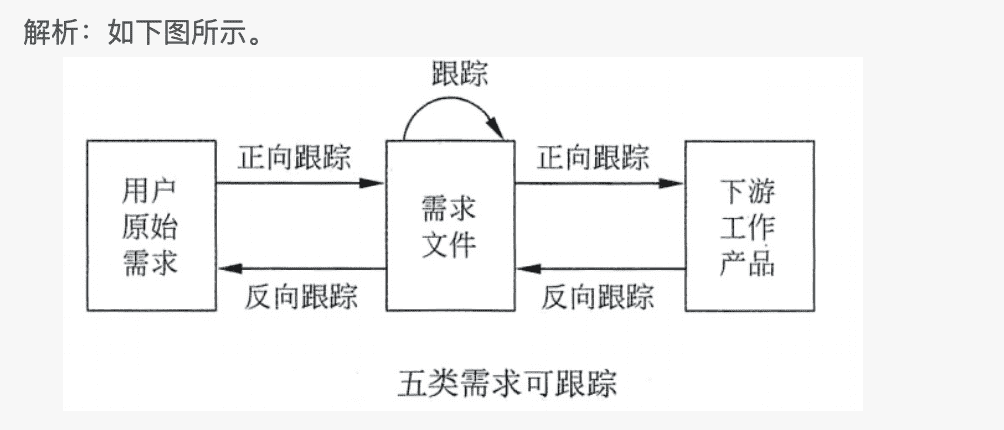 解析：如下图所示。
跟踪
正向跟踪
正向跟踪
用户
原始
需求
需求
文件
下游
工作
产品
反向跟踪
反向跟踪
五类需求可跟踪